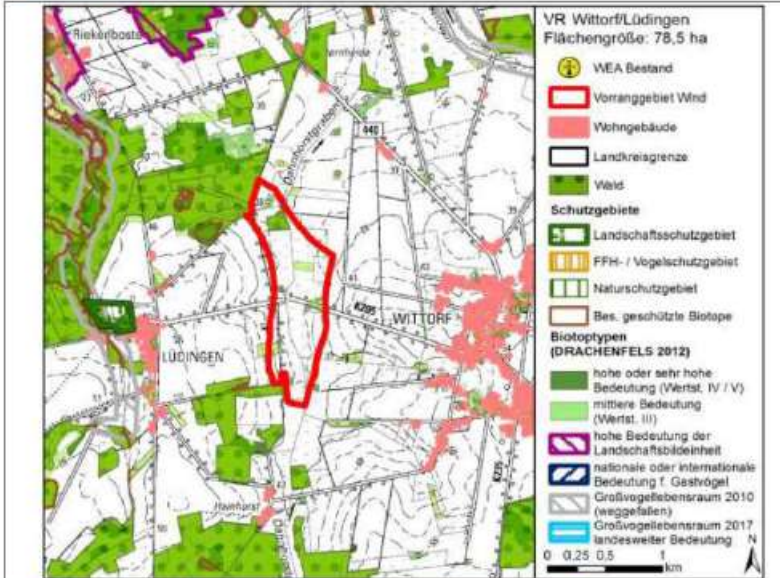 VR Wittorf/Lüdingen
Flächengröße: 78,5 ha
WEA Bestand
Vorranggebiet Wind
Wohngebäude
Landkreisgrenze
Wald
Schutzgebiete
Landschaftsschutzgebiet
FFH- / Vogelschutzgebiet
Naturschutzgebiet
Bes. geschützte Biotope
Biotoptypen
(DRACHENFELS 2012)
hohe oder sehr hohe
Bedeutung (Wertst. IV / V)
mittlere Bedeutung
(Wertst. III)
hohe Bedeutung der
Landschaftsbildeinheit
nationale oder internationale
Bedeutung f. Gastvögel
Großvogellebensraum 2010
(weggefallen)
Großvogellebensraum 2017
landesweiter Bedeutung
N
0 0,25 0,5 1
km
Riekenboste
440
K205
WITTORF
LÜDINGEN
K235